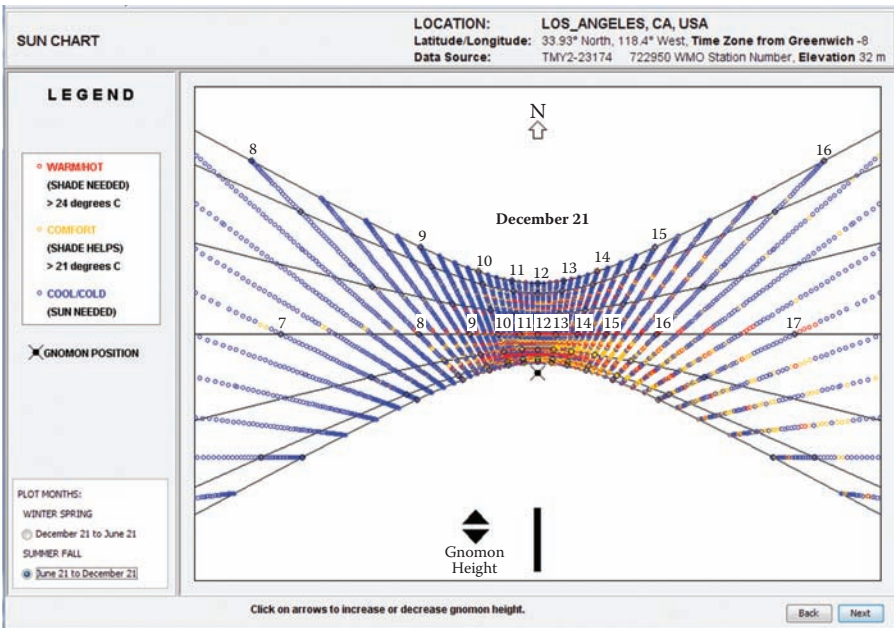 SUN CHART
LOCATION: LOS_ANGELES, CA, USA
Latitude/Longitude: 33.93° North, 118.4° West, Time Zone from Greenwich -8
Data Source: TMY2-23174 722950 WMO Station Number, Elevation 32 m
LEGEND
WARM/HOT
(SHADE NEEDED)
> 24 degrees C
COMFORT
(SHADE HELPS)
> 21 degrees C
COOL/COLD
(SUN NEEDED)
GNOMON POSITION
PLOT MONTHS:
WINTER SPRING
December 21 to June 21
SUMMER FALL
June 21 to December 21
N
8 16
December 21
9 15
10 14
11 12 13
7 8 9 10 11 12 13 14 15 16 17
Gnomon
Height
Click on arrows to increase or decrease gnomon height.
Back Next